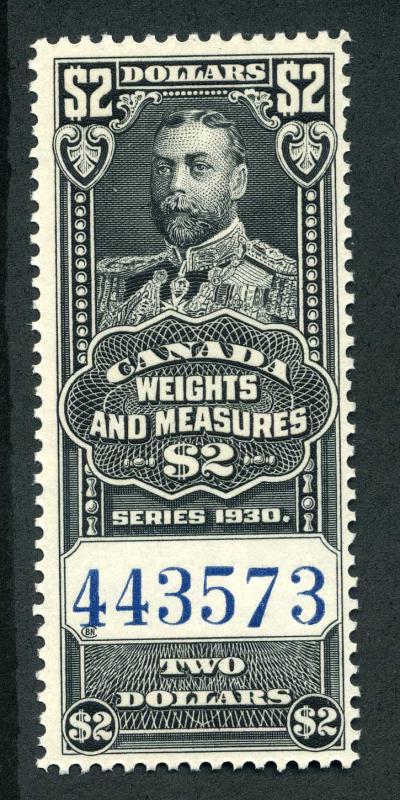 $2 DOLLARS $2
CANADA
WEIGHTS
AND MEASURES
$2
SERIES 1930.
443573
BN
TWO
DOLLARS
$2 $2